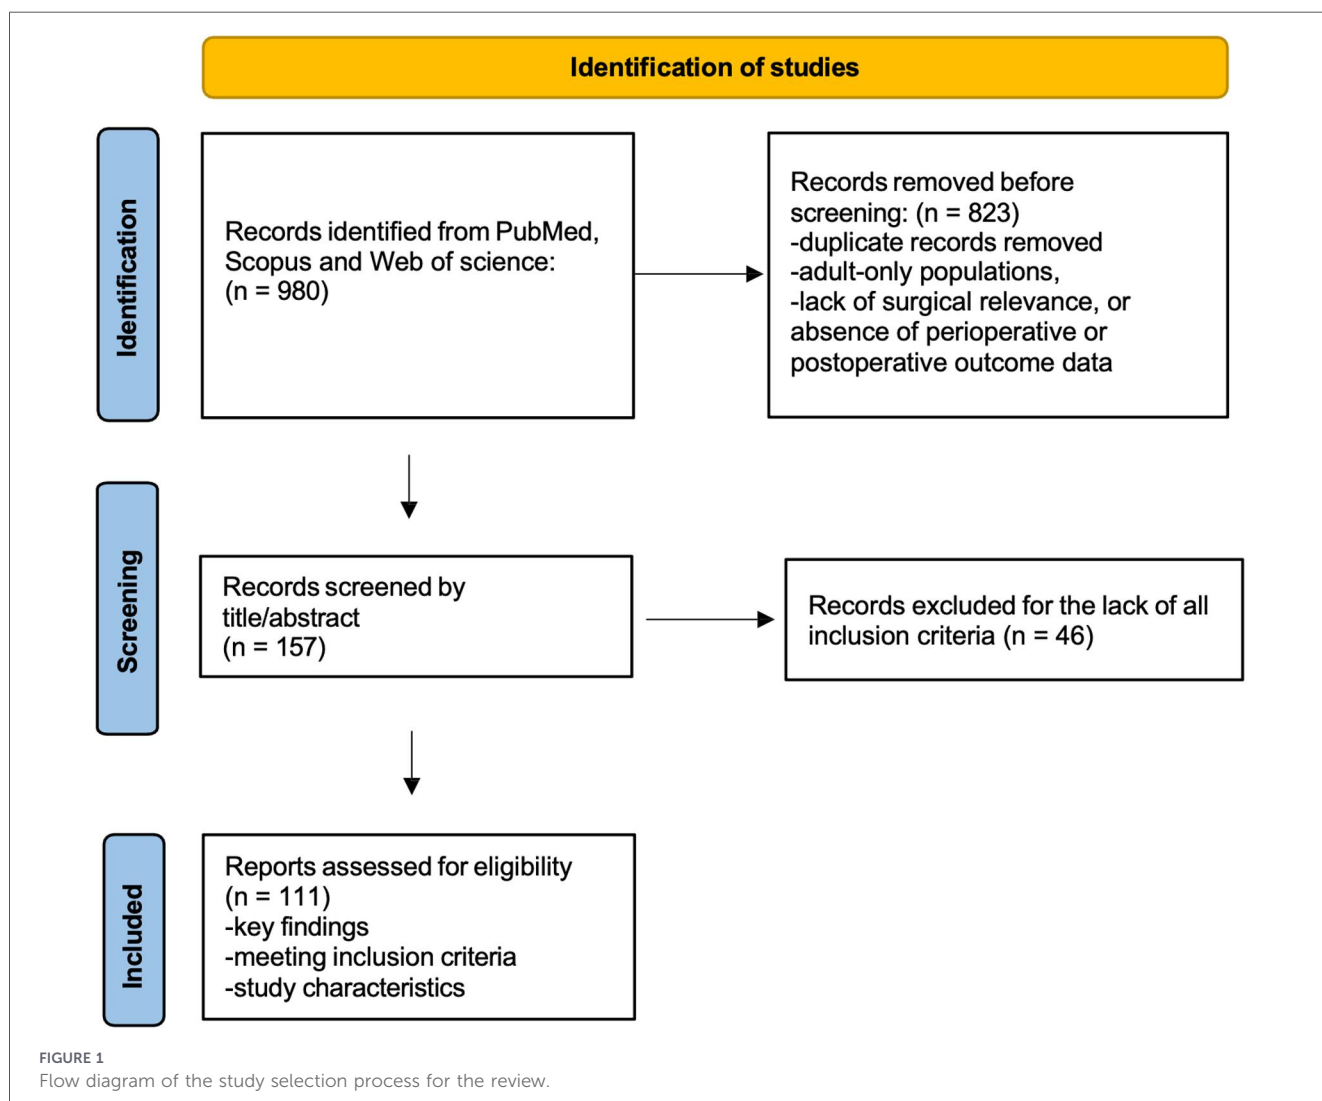 Identification of studies
Identification
Records identified from PubMed,
Scopus and Web of science:
(n = 980)
Records removed before
screening: (n = 823)
-duplicate records removed
-adult-only populations,
-lack of surgical relevance, or
absence of perioperative or
postoperative outcome data
Screening
Records screened by
title/abstract
(n = 157)
Records excluded for the lack of all
inclusion criteria (n = 46)
Included
Reports assessed for eligibility
(n = 111)
-key findings
-meeting inclusion criteria
-study characteristics
FIGURE 1
Flow diagram of the study selection process for the review.